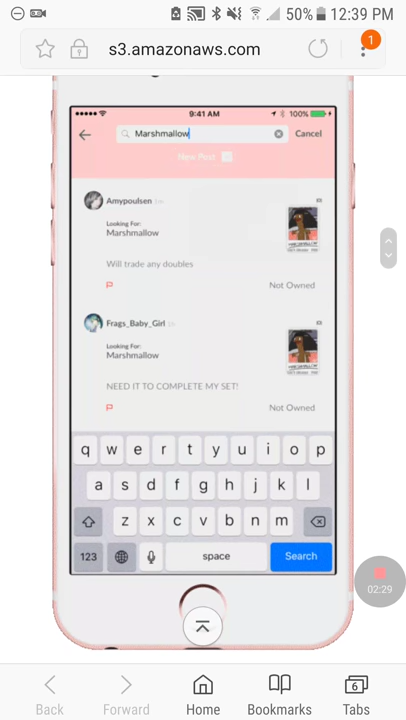 50% 12:39 PM
s3.amazonaws.com
1
9:41 AM
100%
Marshmallow
Cancel
New Post
Amypoulsen
Looking For:
Marshmallow
Will trade any doubles
Not Owned
Frags_Baby_Girl
Looking For:
Marshmallow
NEED IT TO COMPLETE MY SET!
Not Owned
q w e r t y u i o p
a s d f g h j k l
z x c v b n m
123 space Search
02:29
6
Back Forward Home Bookmarks Tabs